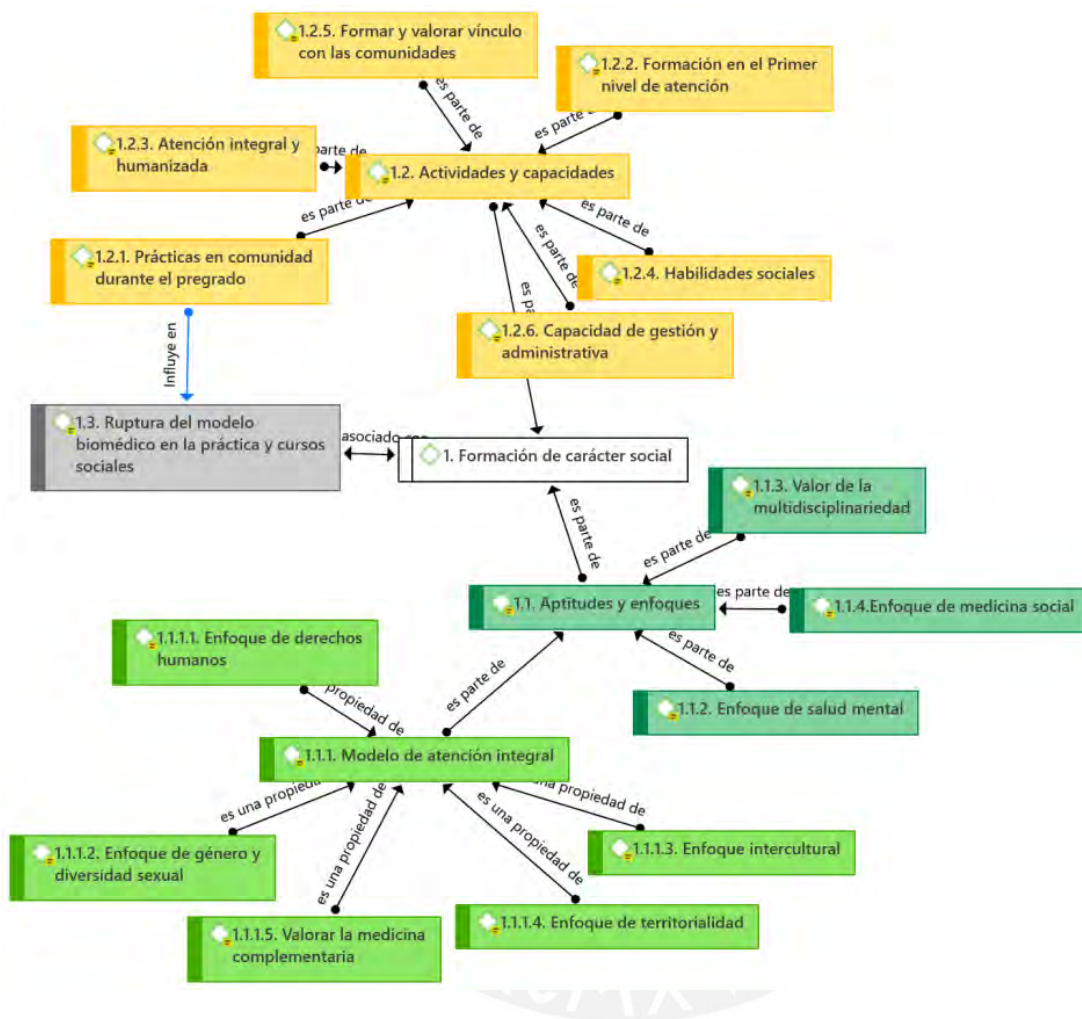 1.2.5. Formar y valorar vínculo
con las comunidades
1.2.2. Formación en el Primer
nivel de atención
es parte de
es parte
1.2.3. Atención integral y
humanizada
parte de
1.2. Actividades y capacidades
es parte de
es parte de
1.2.1. Prácticas en comunidad
durante el pregrado
es parte de
1.2.4. Habilidades sociales
es pa
1.2.6. Capacidad de gestión y
administrativa
Influye en
1.3. Ruptura del modelo
biomédico en la práctica y cursos
sociales
asociado
1. Formación de carácter social
1.1.3. Valor de la
multidisciplinariedad
es parte de
es parte de
1.1. Aptitudes y enfoques
es parte de
1.1.4.Enfoque de medicina social
1.1.1.1. Enfoque de derechos
humanos
es parte de
es parte de
1.1.2. Enfoque de salud mental
propiedad de
1.1.1. Modelo de atención integral
es una propieda
es una propiedad de
es una propiedad de
una propiedad de
1.1.1.2. Enfoque de género y
diversidad sexual
1.1.1.3. Enfoque intercultural
1.1.1.5. Valorar la medicina
complementaria
1.1.1.4. Enfoque de territorialidad